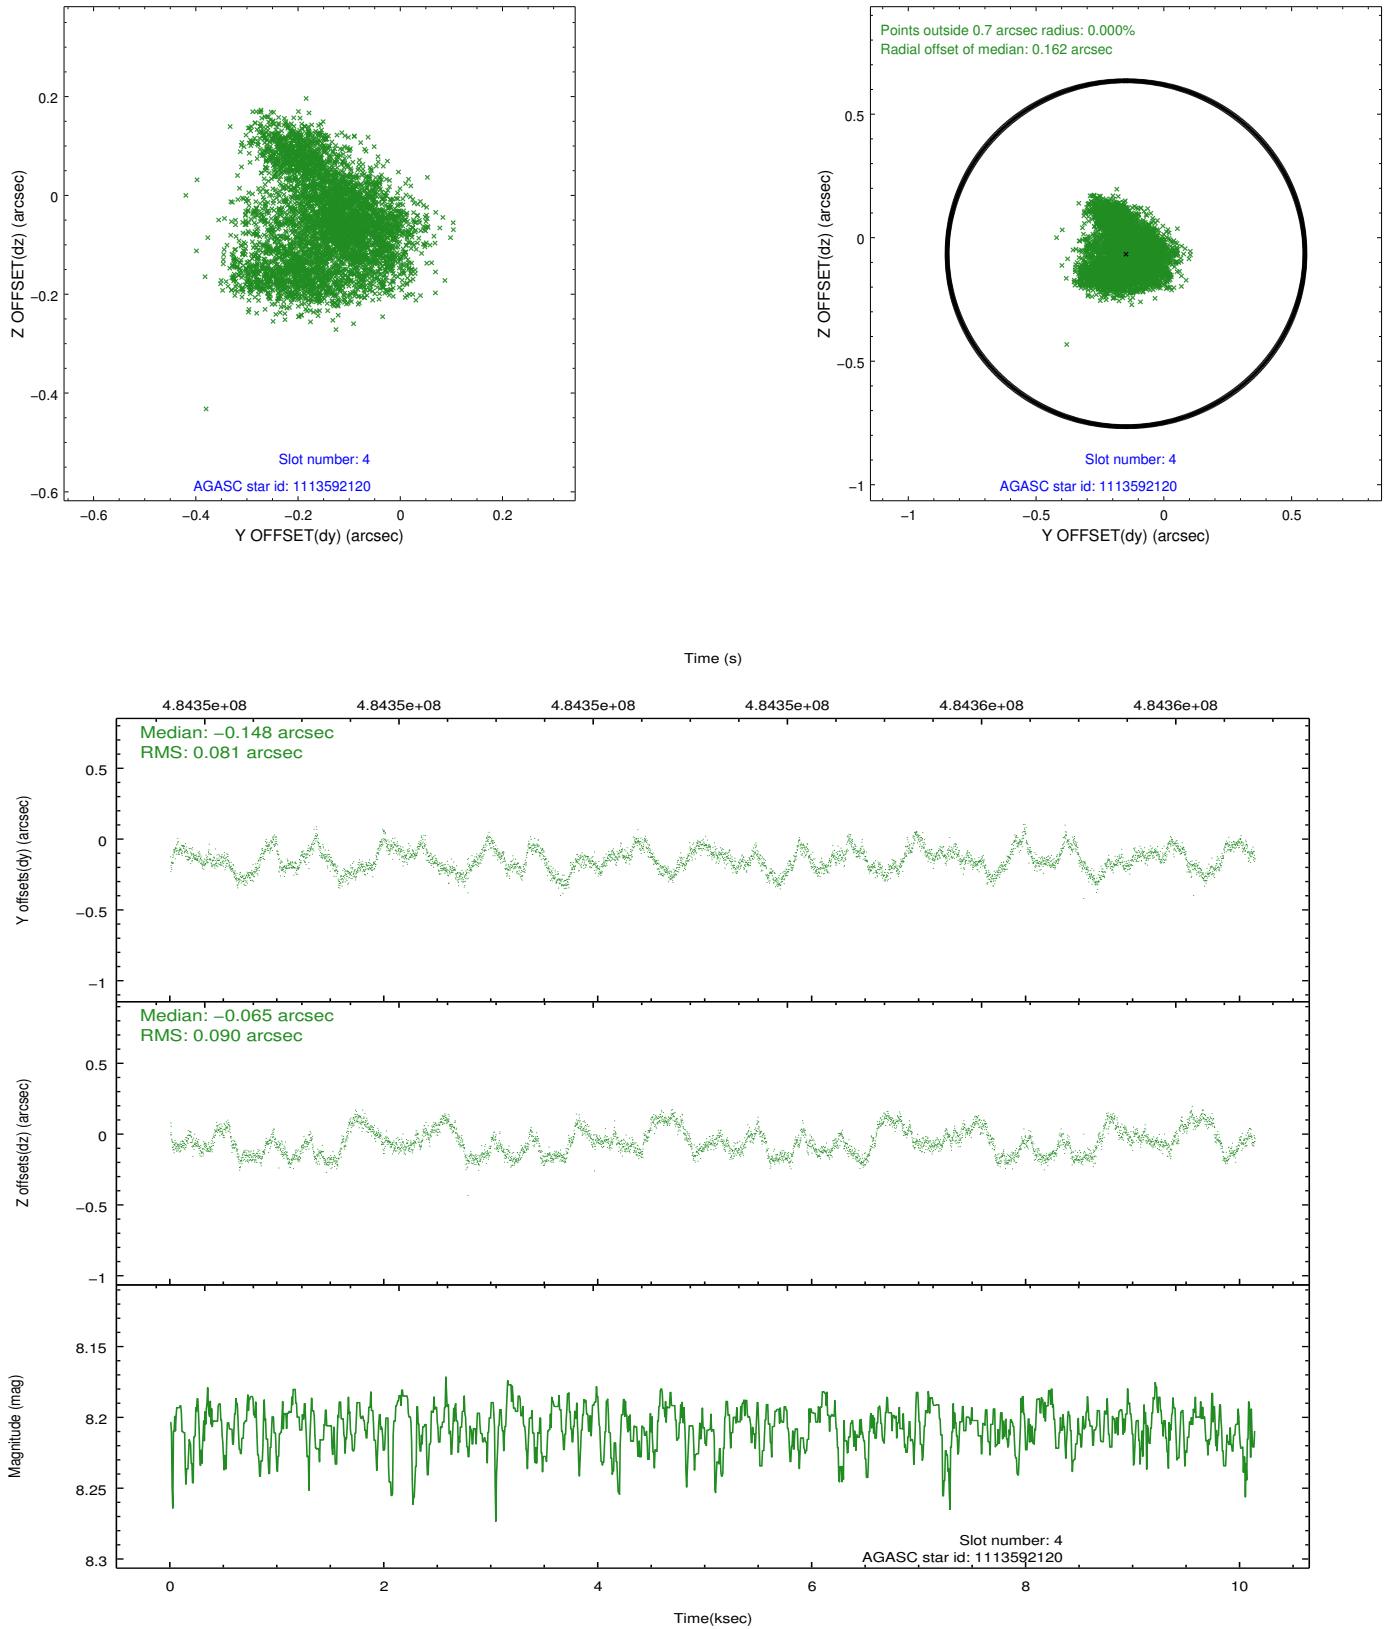 0.2
0
−0.2
−0.4
−0.6
Z OFFSET(dz) (arcsec)
Slot number: 4
AGASC star id: 1113592120
−0.6 −0.4 −0.2 0 0.2
Y OFFSET(dy) (arcsec)
Points outside 0.7 arcsec radius: 0.000%
Radial offset of median: 0.162 arcsec
0.5
0
−0.5
−1
Z OFFSET(dz) (arcsec)
Slot number: 4
AGASC star id: 1113592120
−1 −0.5 0 0.5
Y OFFSET(dy) (arcsec)
Time (s)
4.8435e+08 4.8435e+08 4.8435e+08 4.8435e+08 4.8436e+08 4.8436e+08
Median: −0.148 arcsec
RMS: 0.081 arcsec
0.5
0
−0.5
−1
Y offsets(dy) (arcsec)
Median: −0.065 arcsec
RMS: 0.090 arcsec
0.5
0
−0.5
−1
Z offsets(dz) (arcsec)
8.15
8.2
8.25
8.3
Magnitude (mag)
Slot number: 4
AGASC star id: 1113592120
0 2 4 6 8 10
Time(ksec)